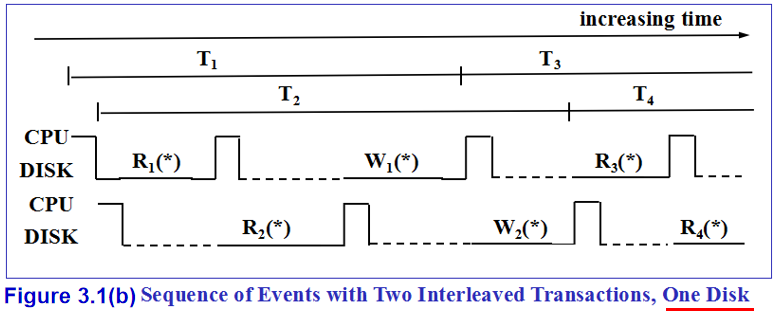 increasing time
T₁ T₃
T₂ T₄
CPU
DISK R₁(*) W₁(*) R₃(*)
CPU
DISK R₂(*) W₂(*) R₄(*)
Figure 3.1(b) Sequence of Events with Two Interleaved Transactions, One Disk